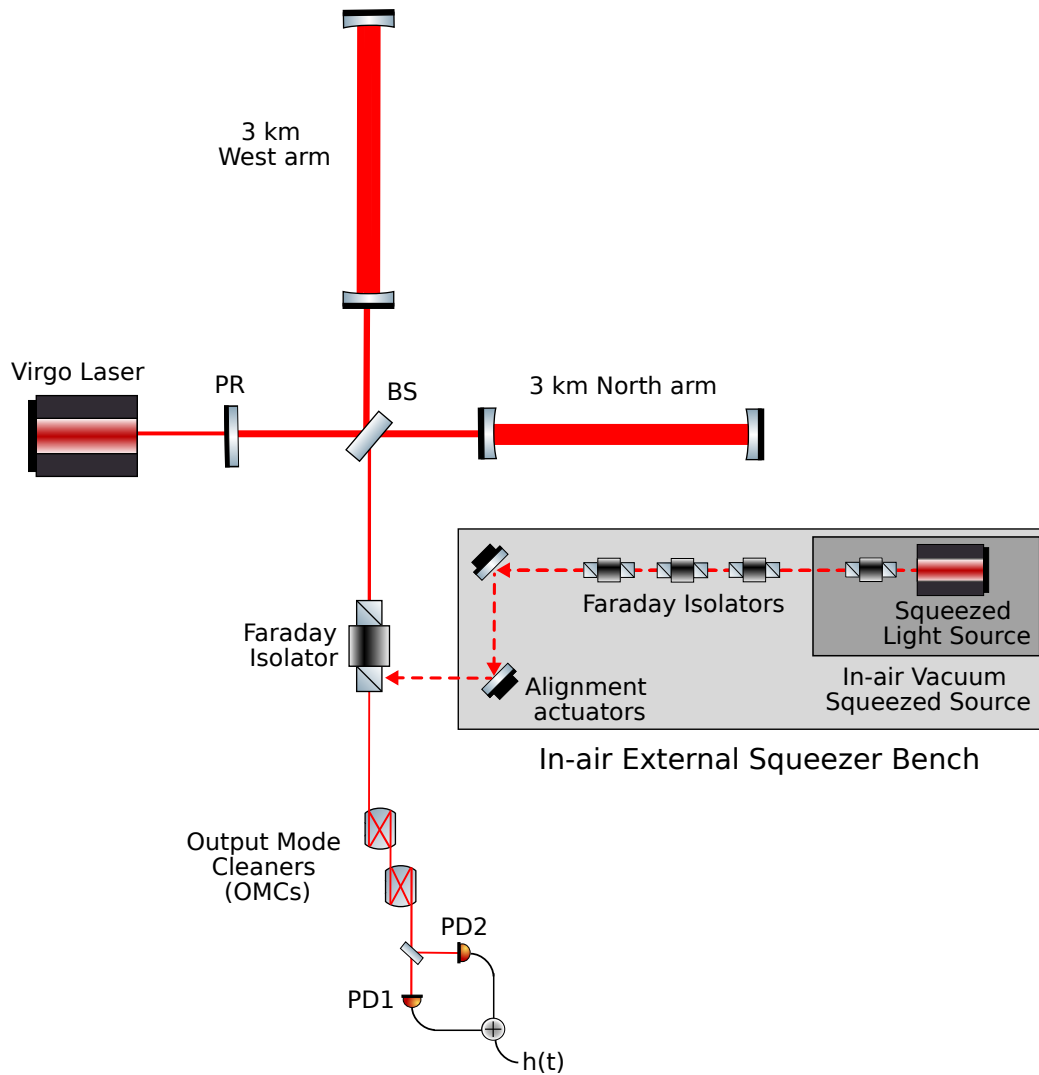 3 km
West arm
Virgo Laser
PR
BS
3 km North arm
Faraday
Isolator
Faraday Isolators
Squeezed
Light Source
Alignment
actuators
In-air Vacuum
Squeezed Source
In-air External Squeezer Bench
Output Mode
Cleaners
(OMCs)
PD2
PD1
h(t)